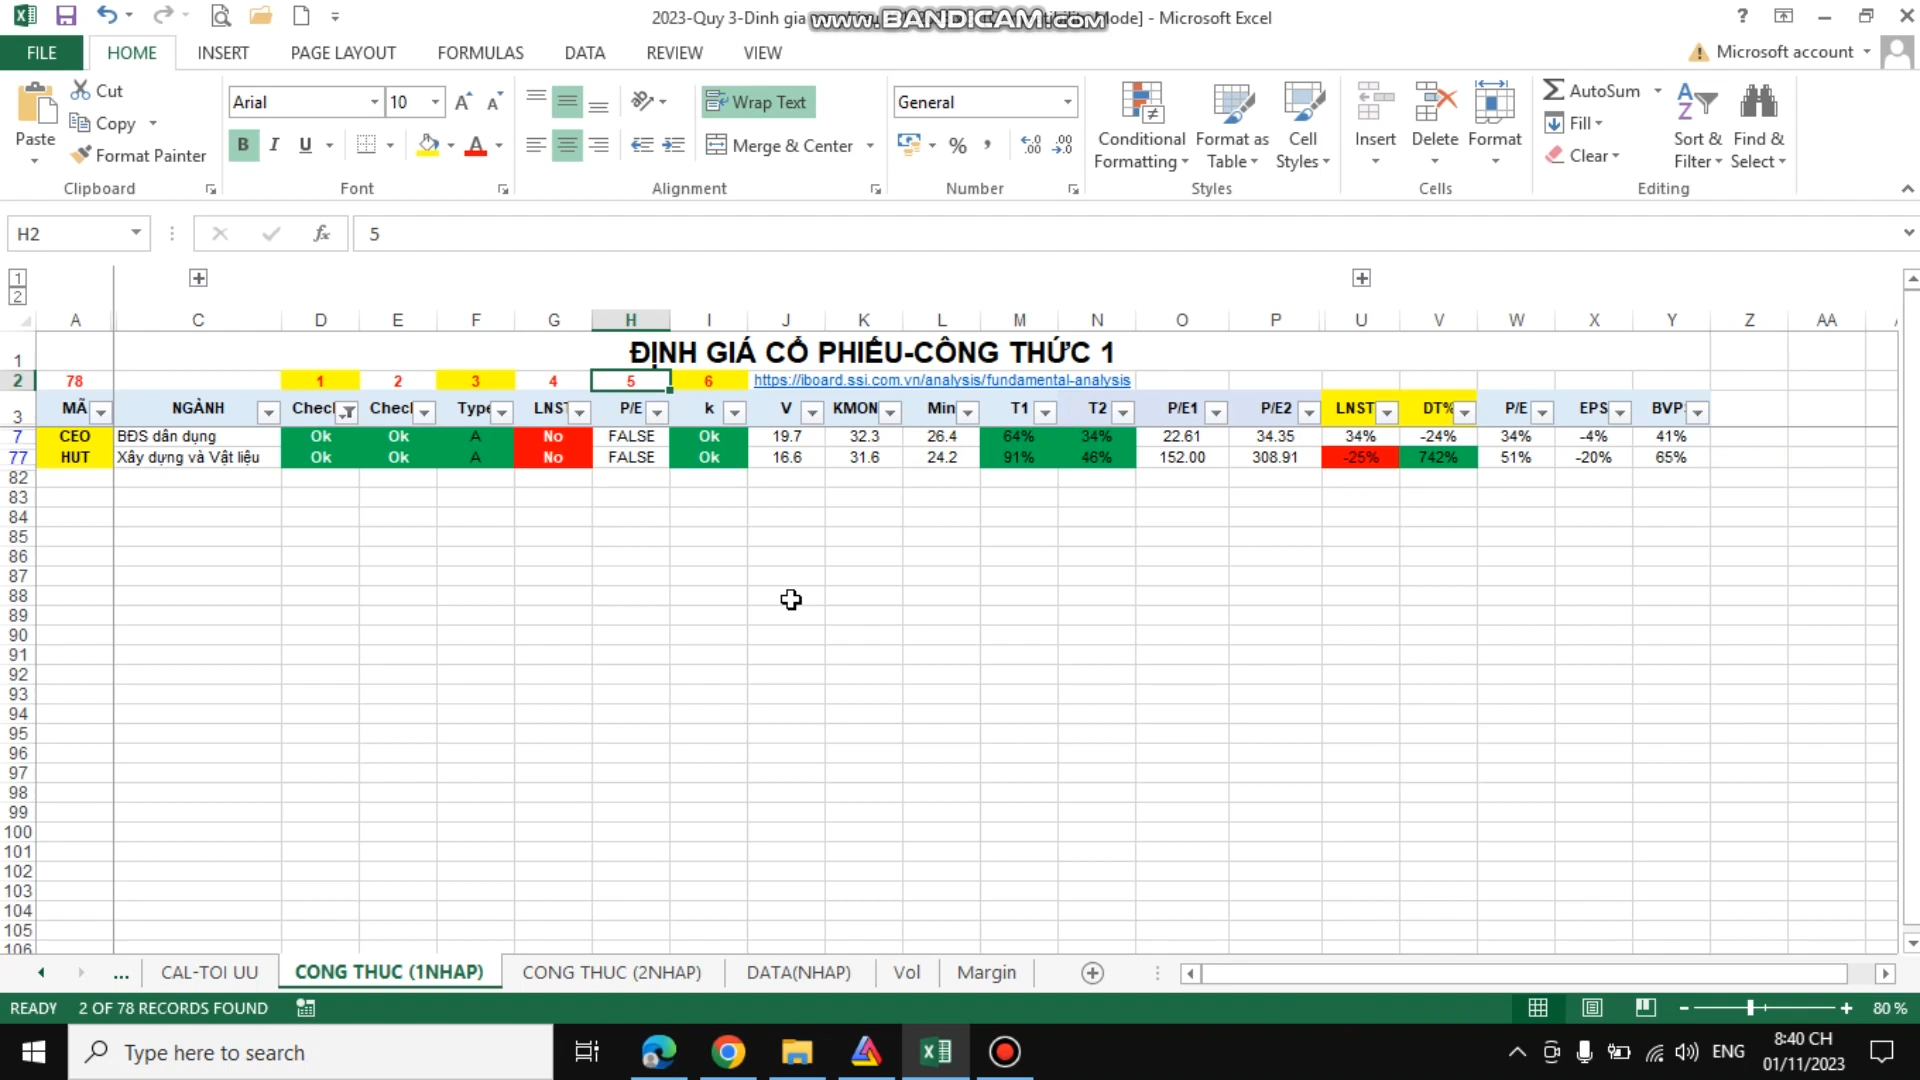 2023-Quy 3-Dinh gia
Mode] - Microsoft Excel
www.BANDICAM.com
FILE HOME INSERT PAGE LAYOUT FORMULAS DATA REVIEW VIEW Microsoft account
Paste Cut Copy Format Painter Clipboard
Arial 10 B I U A Font
Wrap Text Merge & Center Alignment
General % Number
Conditional Formatting Format as Table Cell Styles Styles
Insert Delete Format Cells
AutoSum Fill Clear Sort & Filter Find & Select Editing
H2 fx 5
1
2
A C D E F G H I J K L M N O P U V W X Y Z AA
1 ĐỊNH GIÁ CỔ PHIẾU-CÔNG THỨC 1
2 78 1 2 3 4 5 6 https://iboard.ssi.com.vn/analysis/fundamental-analysis
3 MÃ NGÀNH Chec Chec Type LNST P/E k V KMON Min T1 T2 P/E1 P/E2 LNST DT% P/E EPS BVP
7 CEO BĐS dân dụng Ok Ok A No FALSE Ok 19.7 32.3 26.4 64% 34% 22.61 34.35 34% -24% 34% -4% 41%
77 HUT Xây dựng và Vật liệu Ok Ok A No FALSE Ok 16.6 31.6 24.2 91% 46% 152.00 308.91 -25% 742% 51% -20% 65%
82
83
84
85
86
87
88
89
90
91
92
93
94
95
96
97
98
99
100
101
102
103
104
105
106
... CAL-TOI UU CONG THUC (1NHAP) CONG THUC (2NHAP) DATA(NHAP) Vol Margin
READY 2 OF 78 RECORDS FOUND 80 %
Type here to search ENG 8:40 CH
01/11/2023